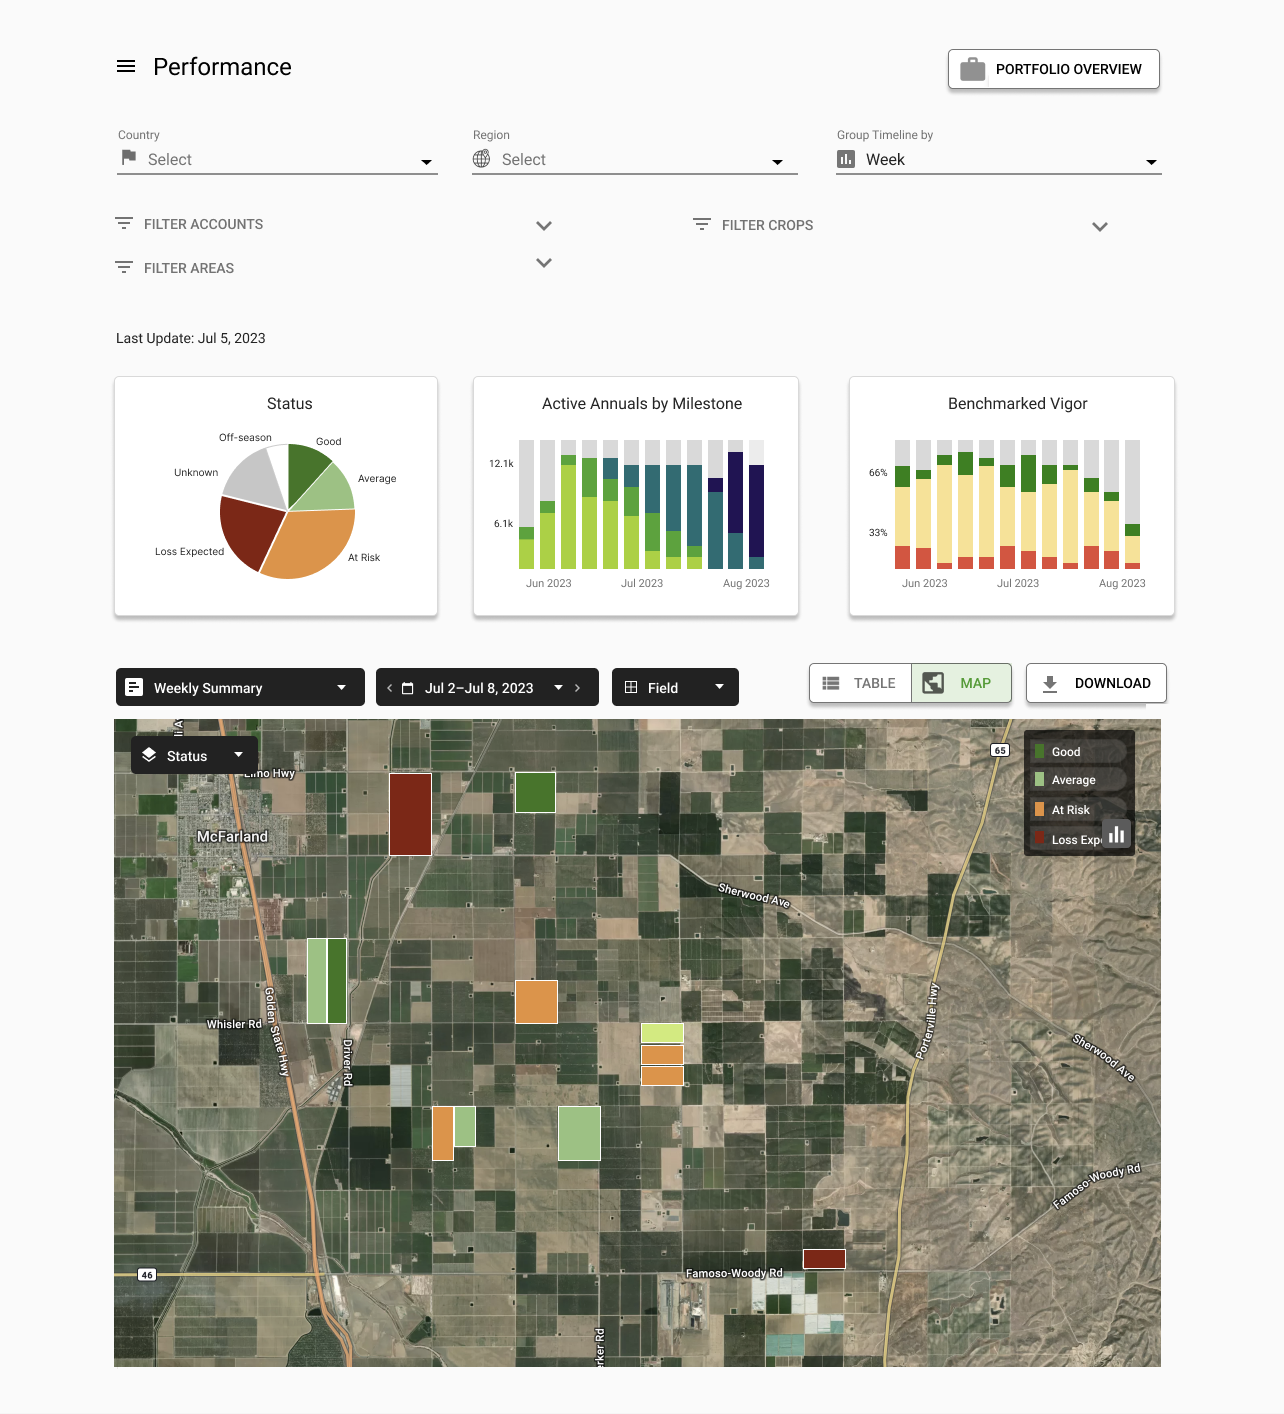 Performance
PORTFOLIO OVERVIEW
Country
Region
Group Timeline by
Select
Select
Week
FILTER ACCOUNTS
FILTER CROPS
FILTER AREAS
Last Update: Jul 5, 2023
Status
Off-season
Good
Unknown
Average
Loss Expected
At Risk
Active Annuals by Milestone
12.1k
6.1k
Jun 2023
Jul 2023
Aug 2023
Benchmarked Vigor
66%
33%
Jun 2023
Jul 2023
Aug 2023
Weekly Summary
Jul 2–Jul 8, 2023
Field
TABLE
MAP
DOWNLOAD
Status
Elmo Hwy
65
Good
Average
At Risk
Loss Expe
McFarland
Sherwood Ave
Golden State Hwy
Whisler Rd
Driver Rd
Porterville Hwy
Sherwood Ave
Famoso-Woody Rd
46
Famoso-Woody Rd
rker Rd